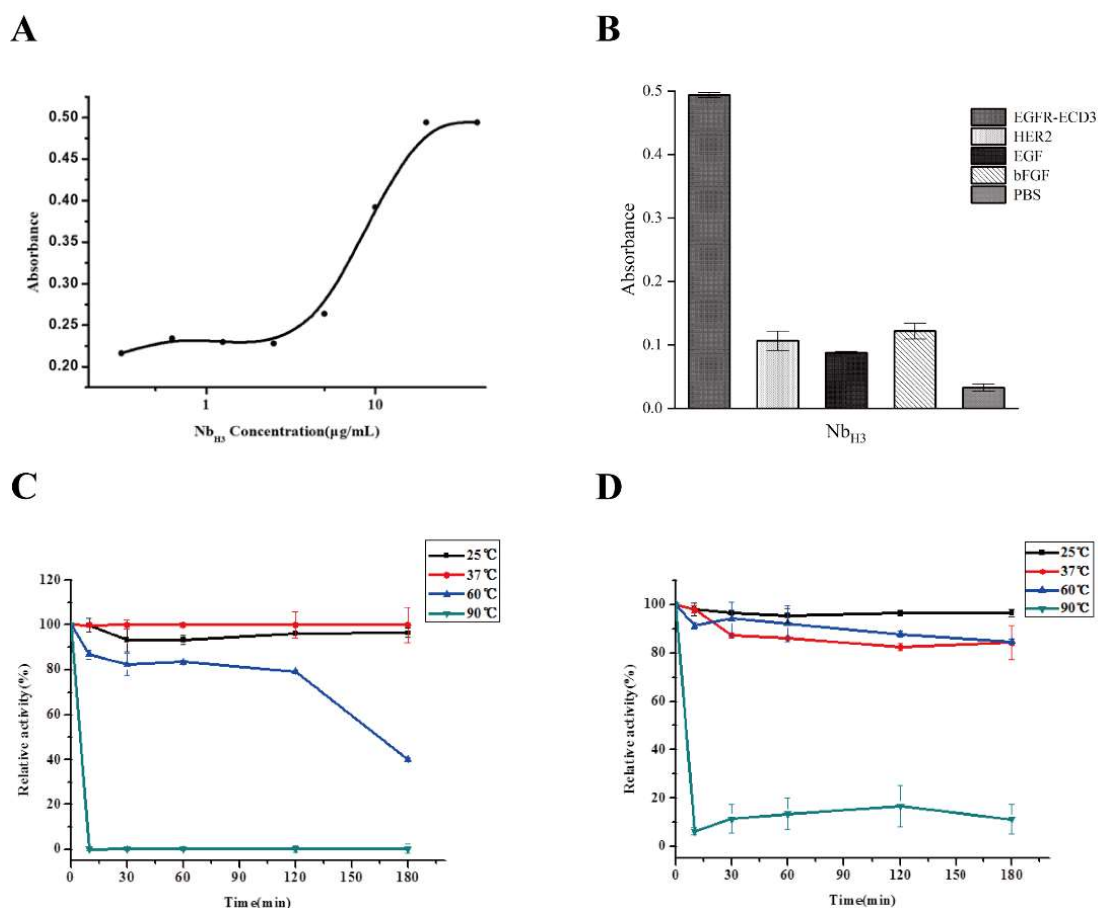 A
0.50
0.45
0.40
0.35
0.30
0.25
0.20
Absorbance
1
10
Nb_H3 Concentration(µg/mL)
B
0.5
0.4
0.3
0.2
0.1
0.0
Absorbance
EGFR-ECD3
HER2
EGF
bFGF
PBS
Nb_H3
C
25℃
37℃
60℃
90℃
120
100
80
60
40
20
0
Relative activity(%)
0
30
60
90
120
150
180
Time(min)
D
25℃
37℃
60℃
90℃
100
80
60
40
20
0
Relative activity(%)
0
30
60
90
120
150
180
Time(min)